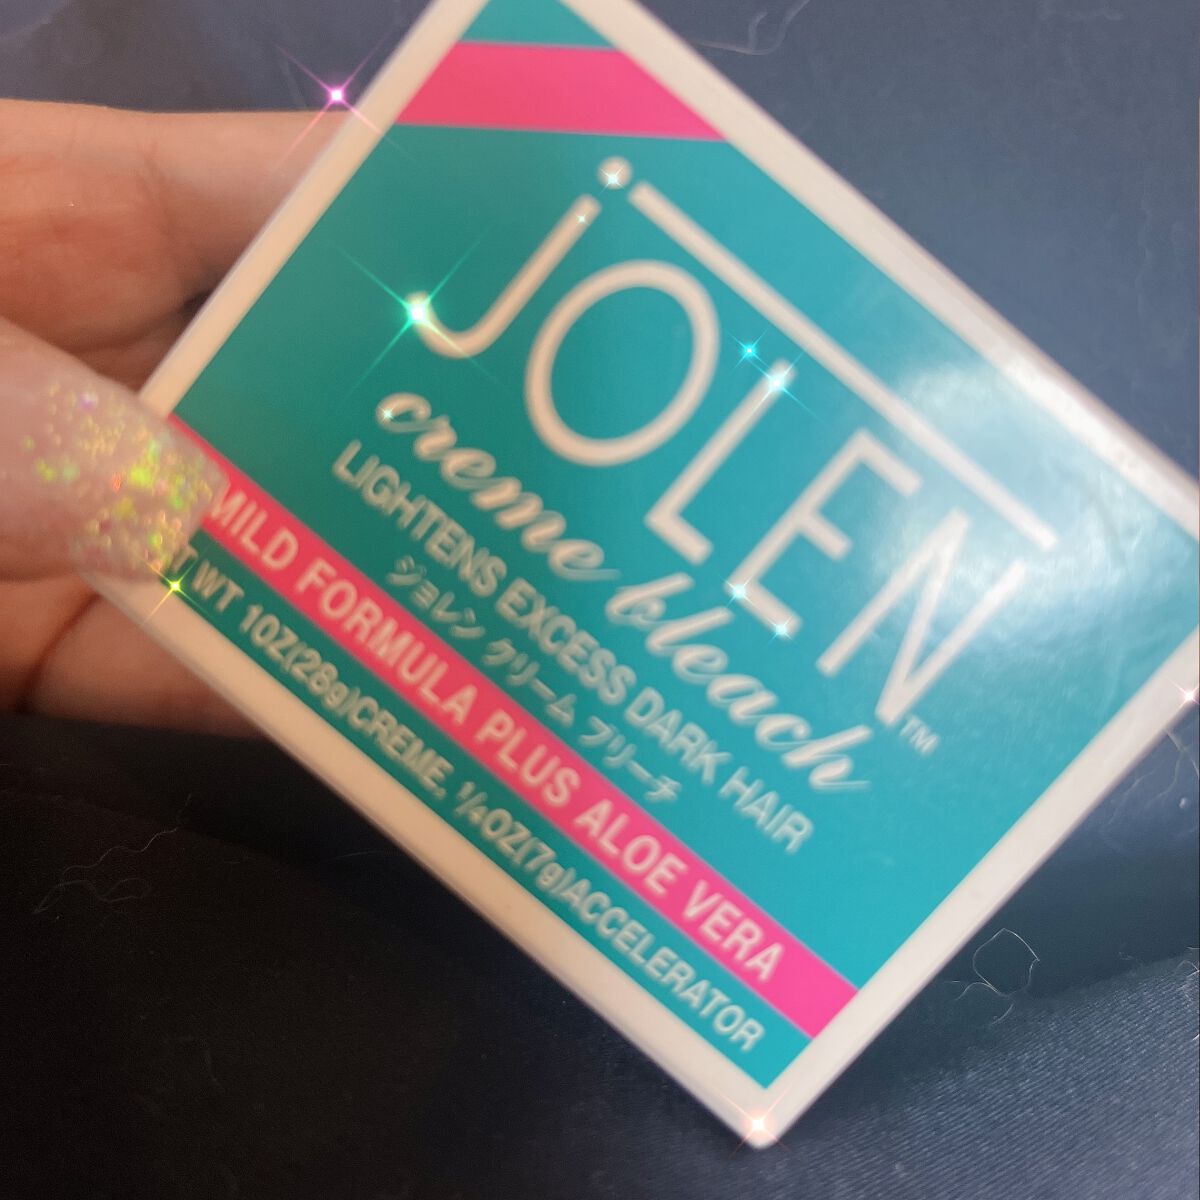 JOLEN™
creme bleach
LIGHTENS EXCESS DARK HAIR
ジョレン クリーム ブリーチ
MILD FORMULA PLUS ALOE VERA
WT 1OZ(28g)CREME, 1/4OZ(7g)ACCELERATOR